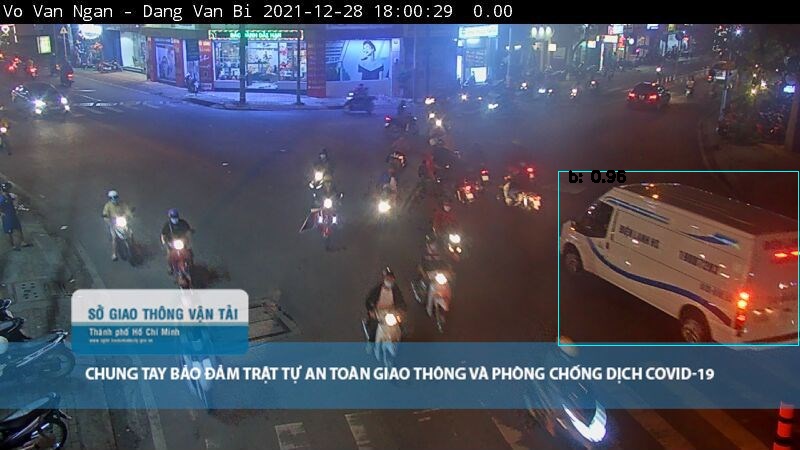 Vo Van Ngan - Dang Van Bi 2021-12-28 18:00:29 0.00
b: 0.96
SỞ GIAO THÔNG VẬN TẢI
Thành phố Hồ Chí Minh
CHUNG TAY BẢO ĐẢM TRẬT TỰ AN TOÀN GIAO THÔNG VÀ PHÒNG CHỐNG DỊCH COVID-19